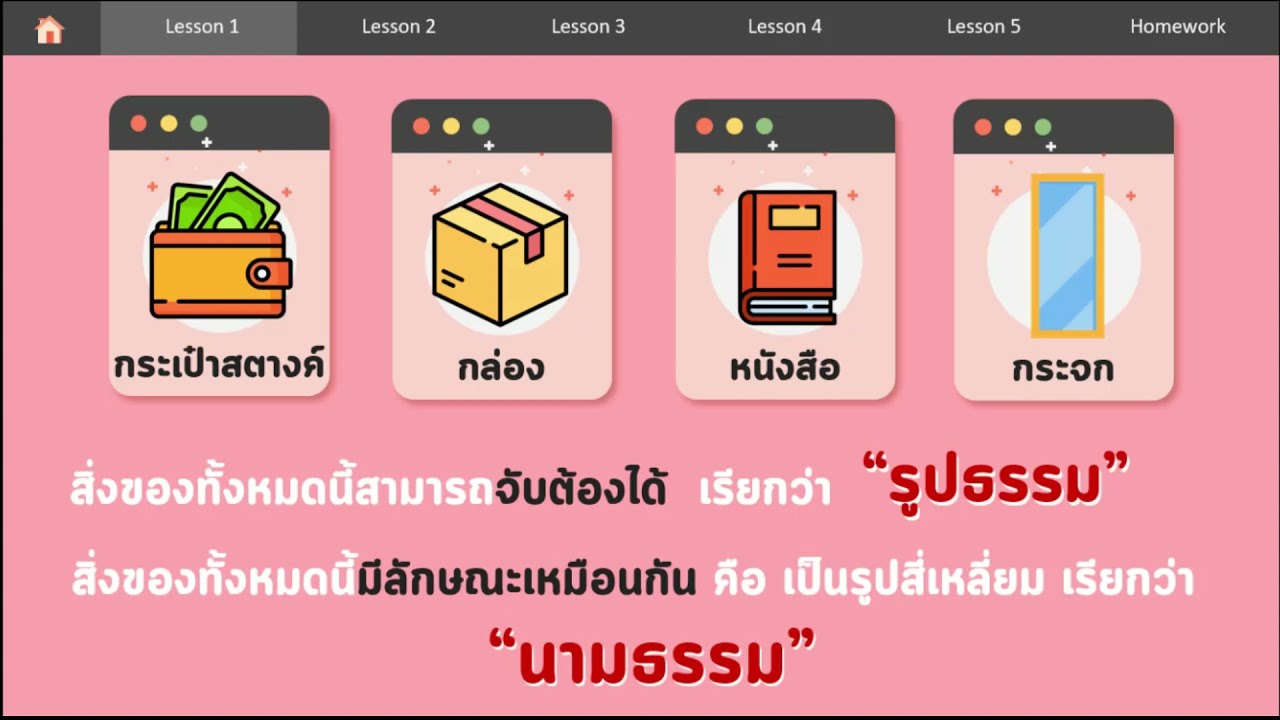 Lesson 1 Lesson 2 Lesson 3 Lesson 4 Lesson 5 Homework
กระเป๋าสตางค์ กล่อง หนังสือ กระจก
สิ่งของทั้งหมดนี้สามารถจับต้องได้ เรียกว่า “รูปธรรม”
สิ่งของทั้งหมดนี้มีลักษณะเหมือนกัน คือ เป็นรูปสี่เหลี่ยม เรียกว่า
“นามธรรม”